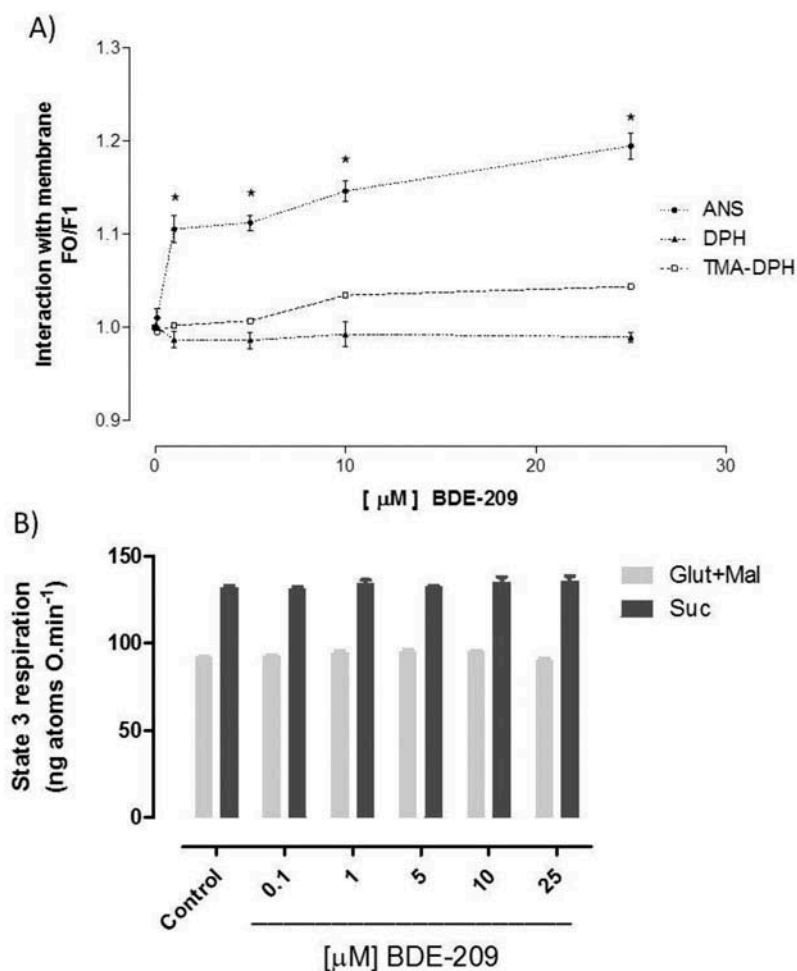 A)
Interaction with membrane
FO/F1
1.3
1.2
1.1
1.0
0.9
* * * *
ANS
DPH
TMA-DPH
0 10 20 30
[ μM ] BDE-209
B)
State 3 respiration
(ng atoms O.min⁻¹)
150
100
50
0
Glut+Mal
Suc
Control 0.1 1 5 10 25
[μM] BDE-209